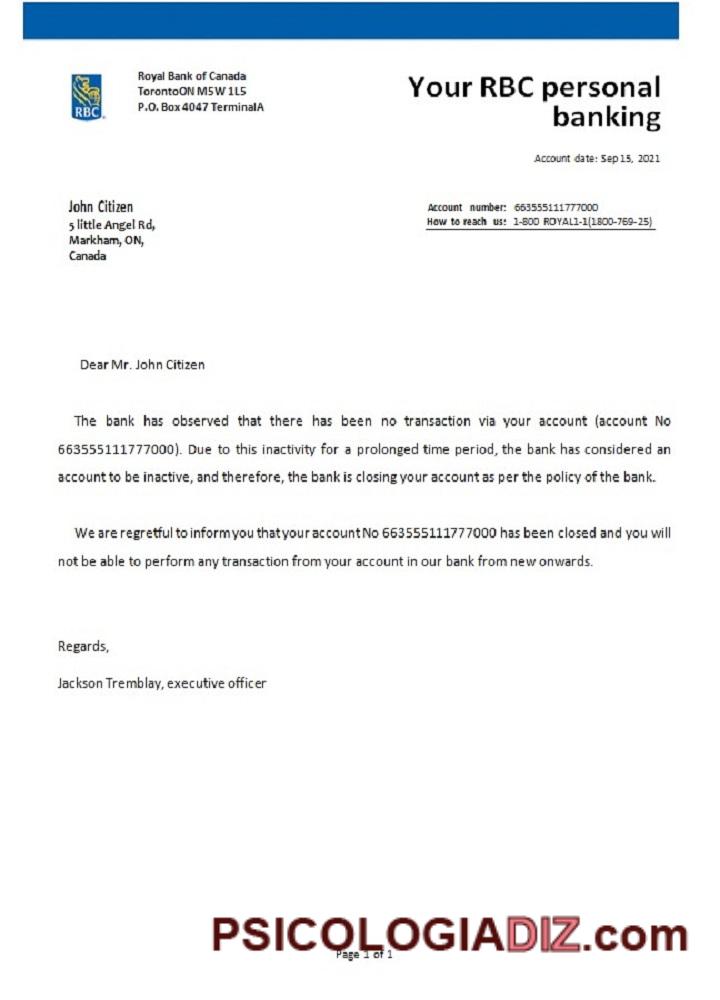 Royal Bank of Canada
TorontoON M5W 1L5
P.O. Box 4047 TerminalA
RBC
Your RBC personal
banking
Account date: Sep 15, 2021
John Citizen
5 little Angel Rd,
Markham, ON,
Canada
Account number: 663555111777000
How to reach us: 1-800 ROYAL1-1(1800-769-25)
Dear Mr. John Citizen
The bank has observed that there has been no transaction via your account (account No
663555111777000). Due to this inactivity for a prolonged time period, the bank has considered an
account to be inactive, and therefore, the bank is closing your account as per the policy of the bank.
We are regretful to inform you that your account No 663555111777000 has been closed and you will
not be able to perform any transaction from your account in our bank from new onwards.
Regards,
Jackson Tremblay, executive officer
PSICOLOGIADIZ.com
Page 1 of 1